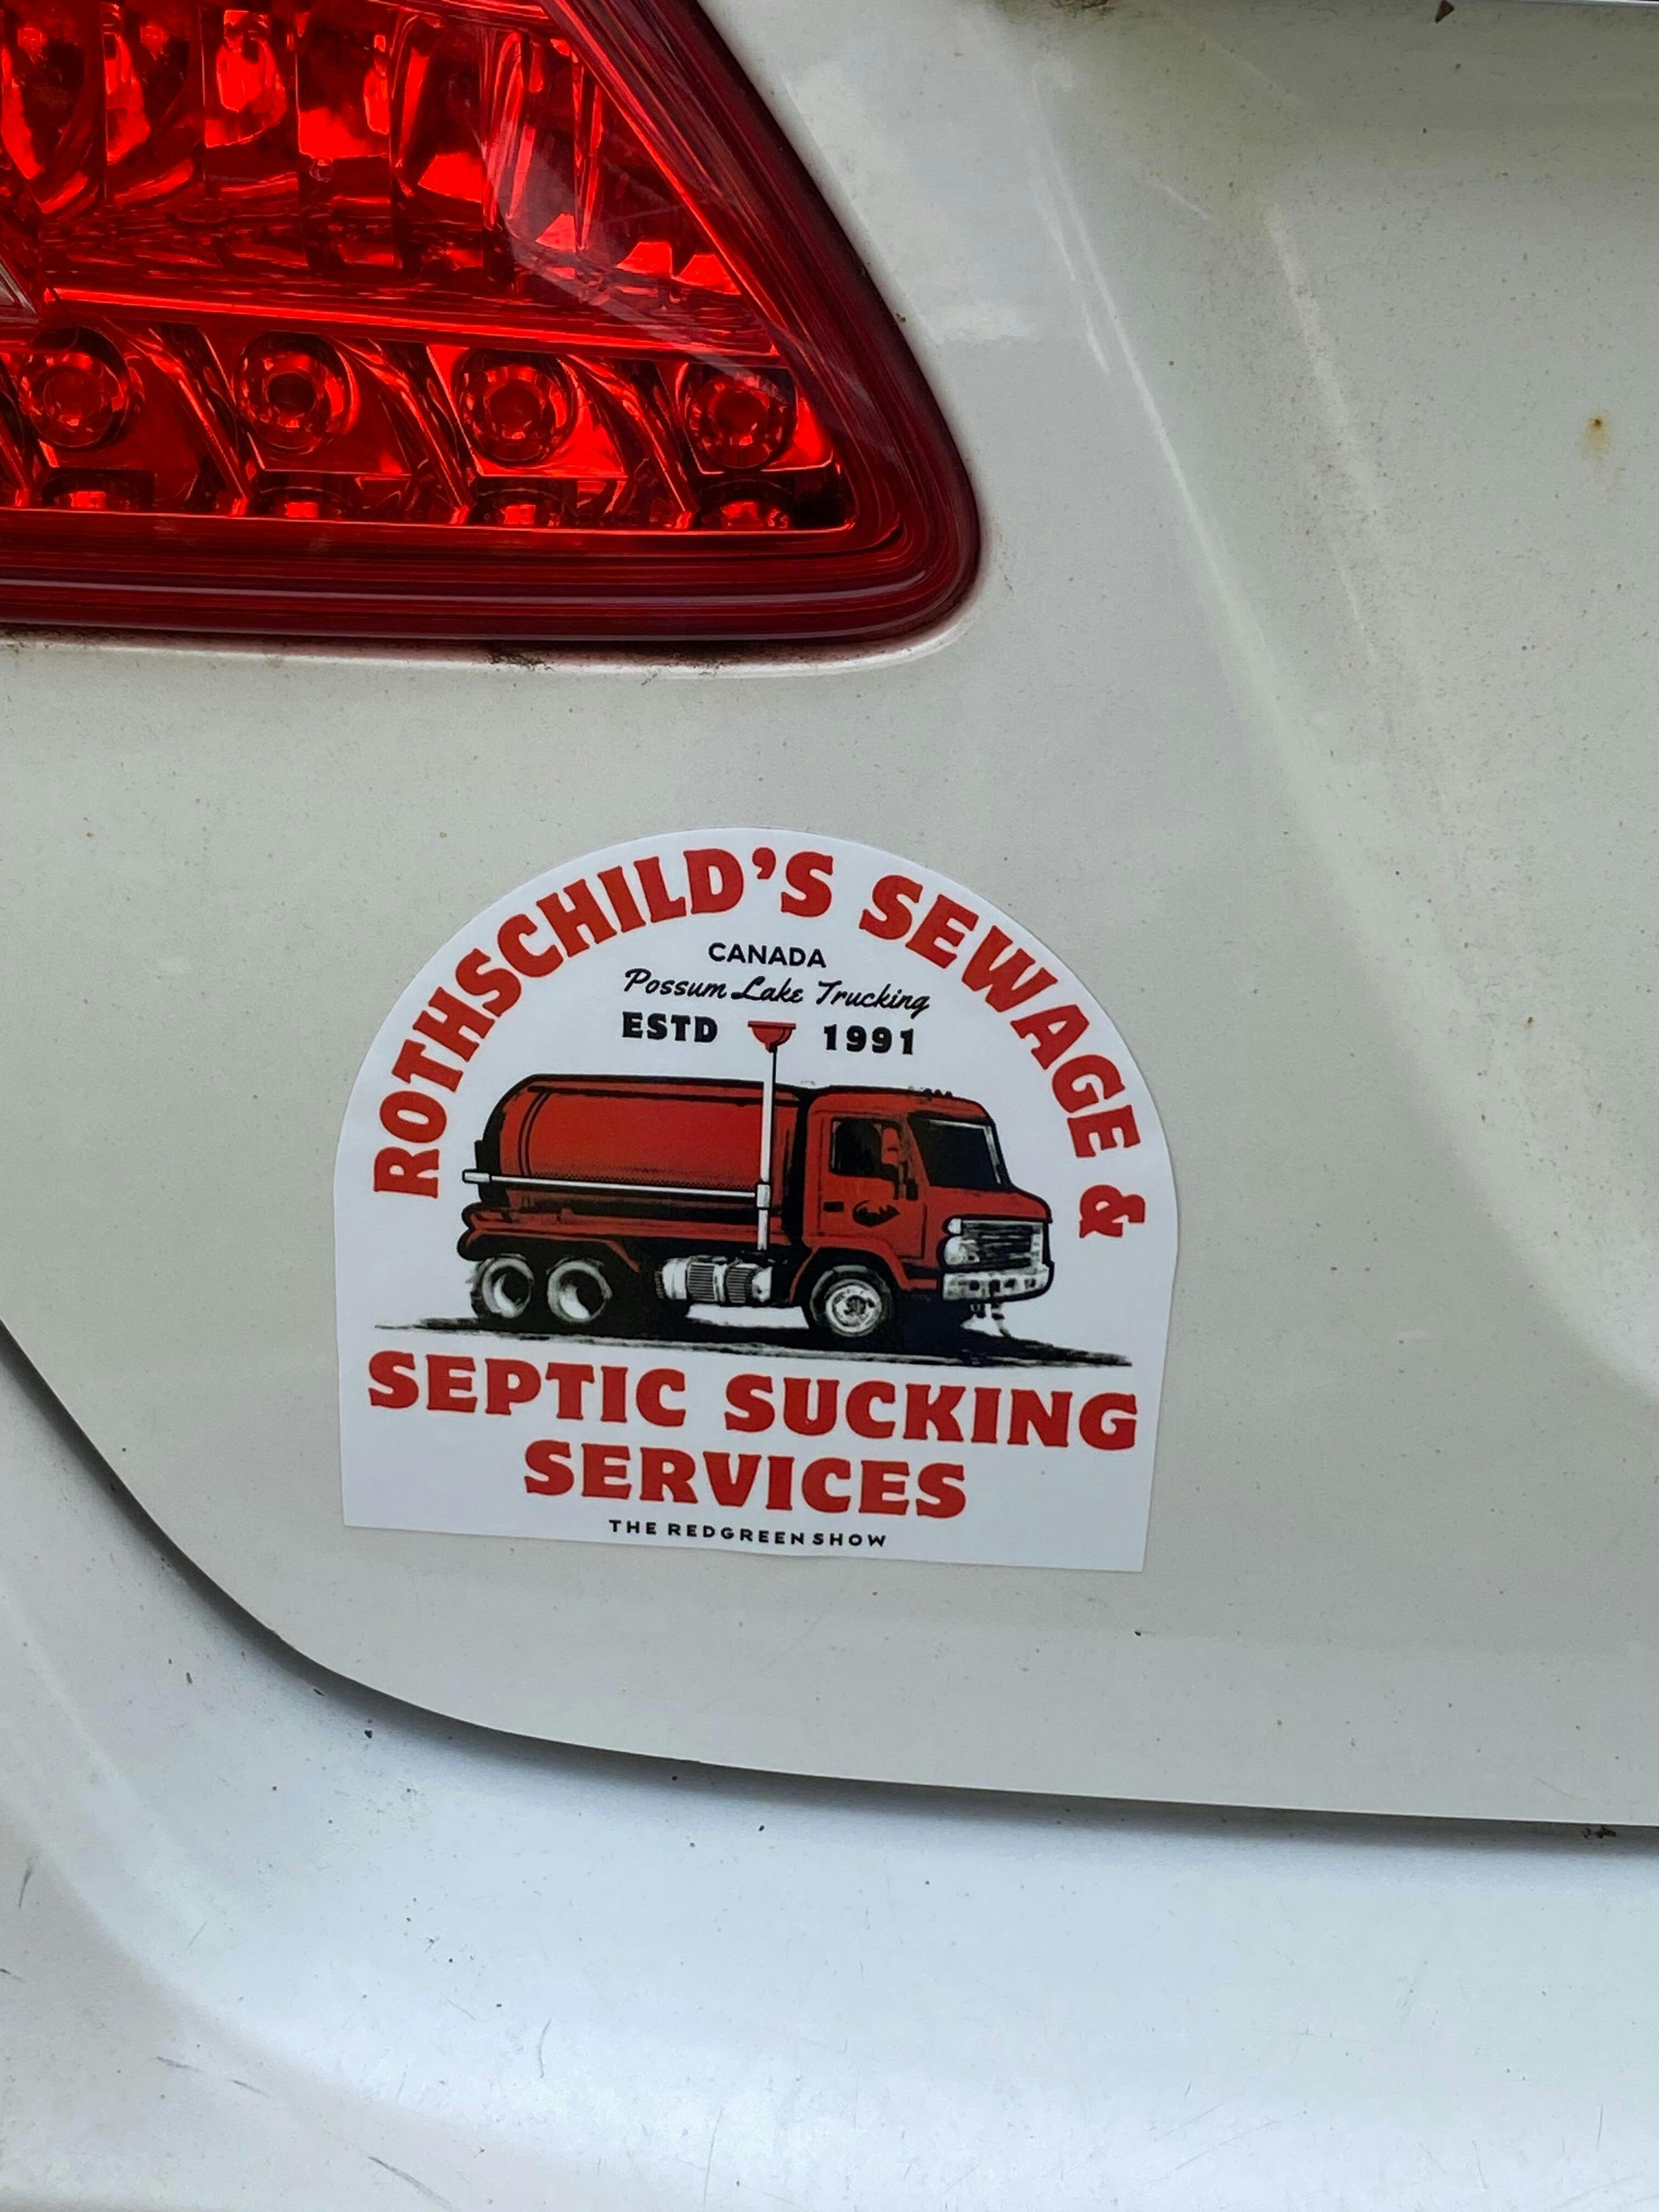 ROTHSCHILD'S SEWAGE &
CANADA
Possum Lake Trucking
ESTD 1991
SEPTIC SUCKING
SERVICES
THE REDGREEN SHOW